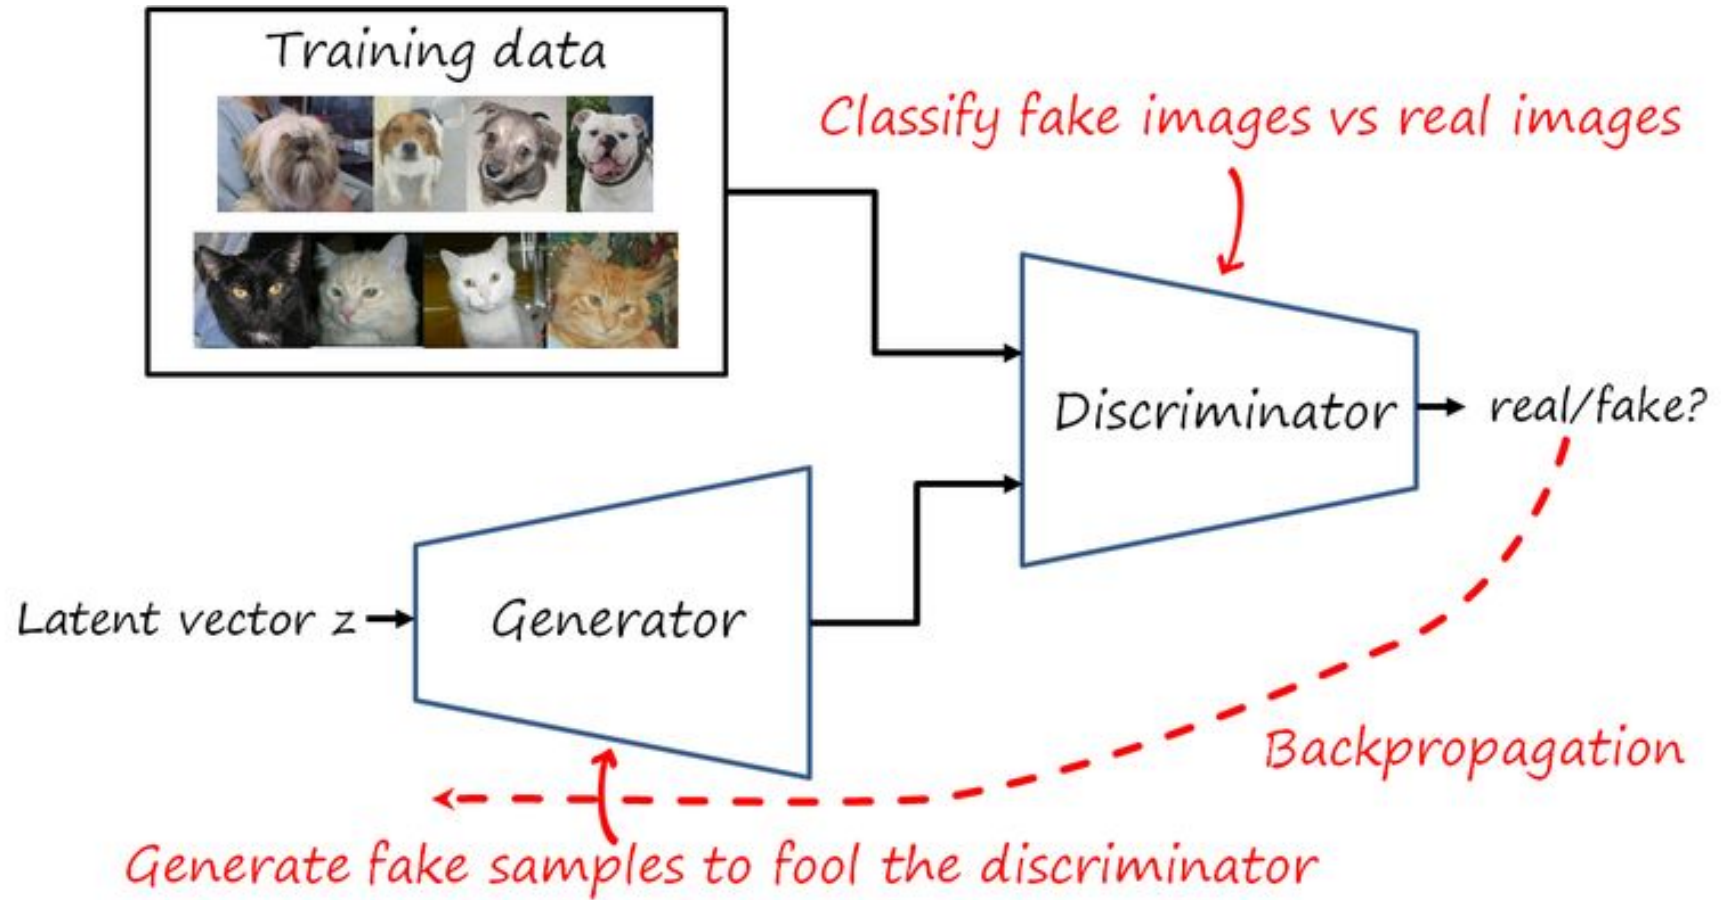 Training data
Classify fake images vs real images
Discriminator
real/fake?
Latent vector z
Generator
Backpropagation
Generate fake samples to fool the discriminator